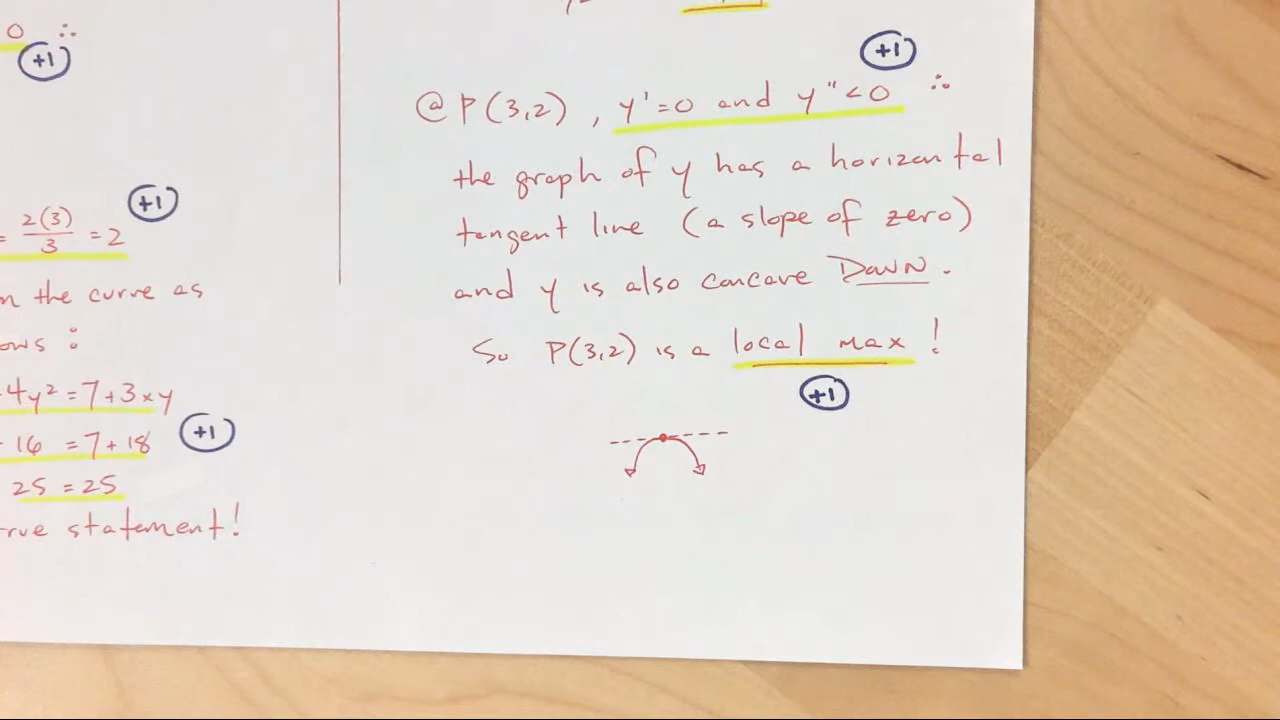 0 ∴
+1
= 2(3)/3 = 2
+1
the curve as
:
4y² = 7 + 3xy
16 = 7 + 18
+1
25 = 25
statement!
+1
@ P(3,2), y' = 0 and y'' < 0 ∴
the graph of y has a horizontal
tangent line (a slope of zero)
and y is also concave DOWN.
So P(3,2) is a local max!
+1